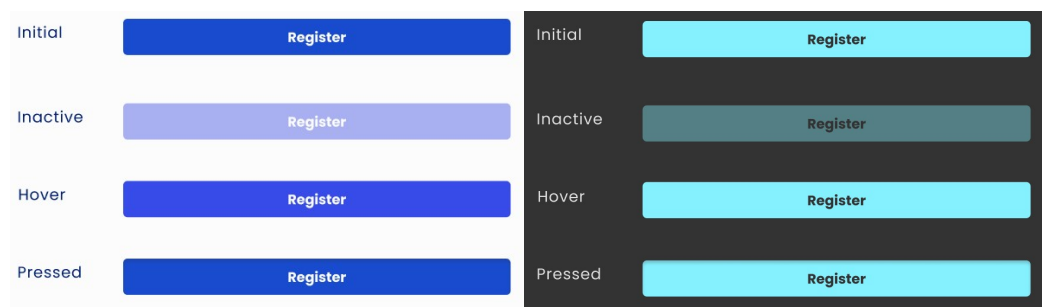 Initial Register
Inactive Register
Hover Register
Pressed Register
Initial Register
Inactive Register
Hover Register
Pressed Register